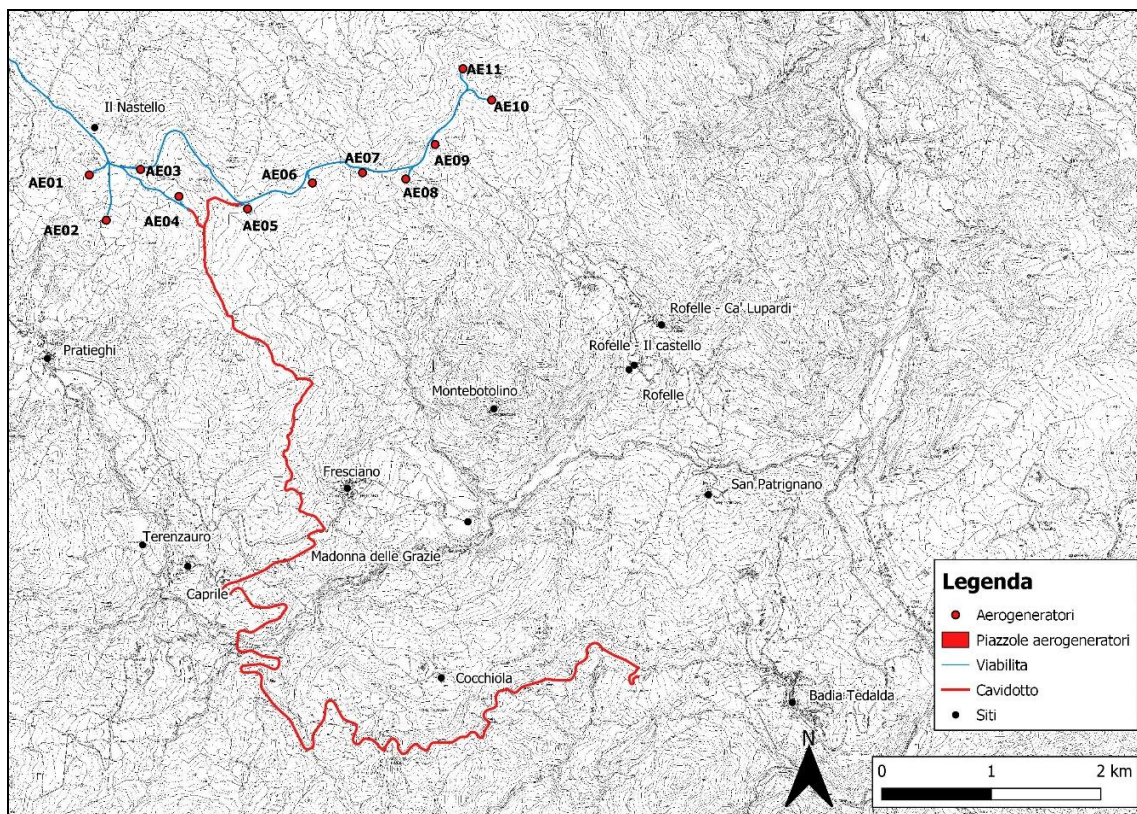 AE11
AE10
Il Nastello
AE09
AE07
AE03
AE06
AE01
AE08
AE04
AE05
AE02
Rofelle - Ca' Lupardi
Rofelle - Il castello
Pratieghi
Montebotolino
Rofelle
Fresciano
San Patrignano
Terenzauro
Madonna delle Grazie
Caprile
Cocchiola
Badia Tedalda
N
Legenda
Aerogeneratori
Piazzole aerogeneratori
Viabilita
Cavidotto
Siti
0 1 2 km